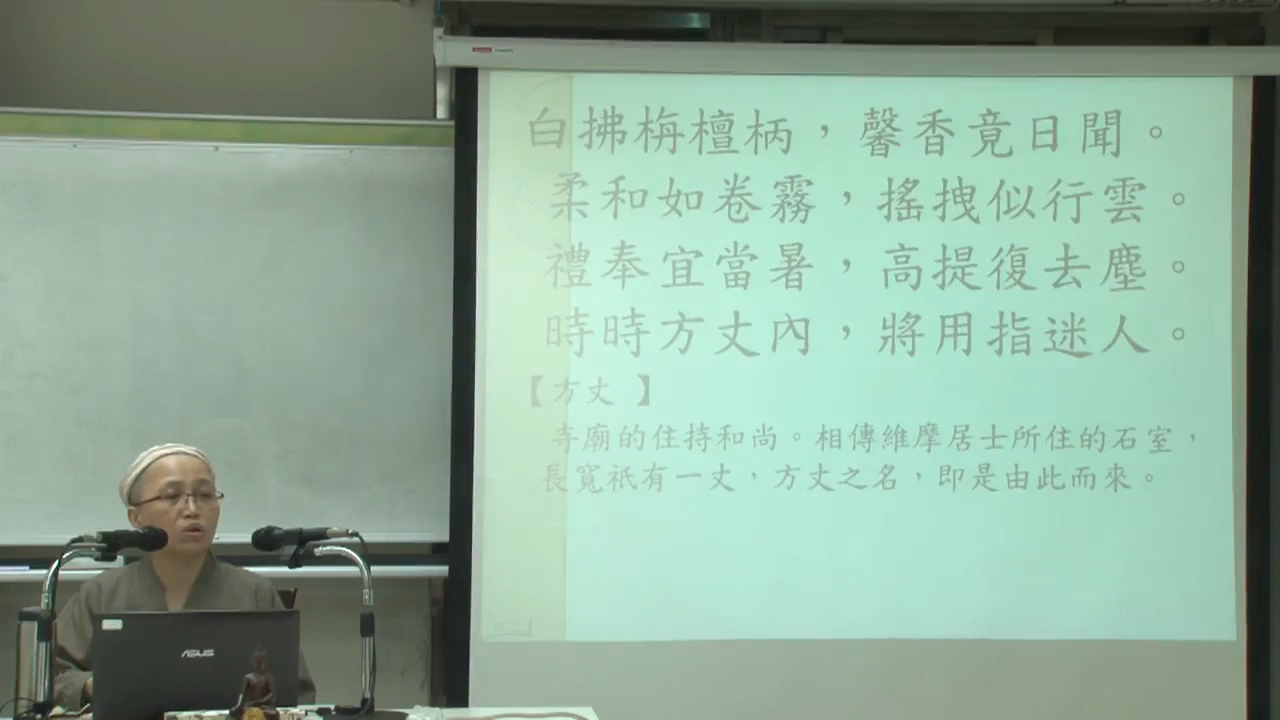 白拂栴檀柄，馨香竟日聞。
柔和如卷霧，搖拽似行雲。
禮奉宜當暑，高提復去塵。
時時方丈內，將用指迷人。
【方丈 】
寺廟的住持和尚。相傳維摩居士所住的石室，
長寬衹有一丈，方丈之名，即是由此而來。
ASUS